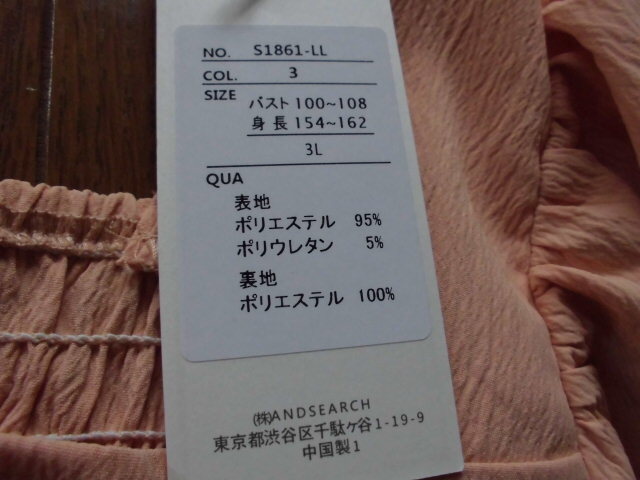 NO. S1861-LL
COL. 3
SIZE
バスト100~108
身長154~162
3L
QUA
表地
ポリエステル 95%
ポリウレタン 5%
裏地
ポリエステル 100%
㈱ANDSEARCH
東京都渋谷区千駄ヶ谷1-19-9
中国製1